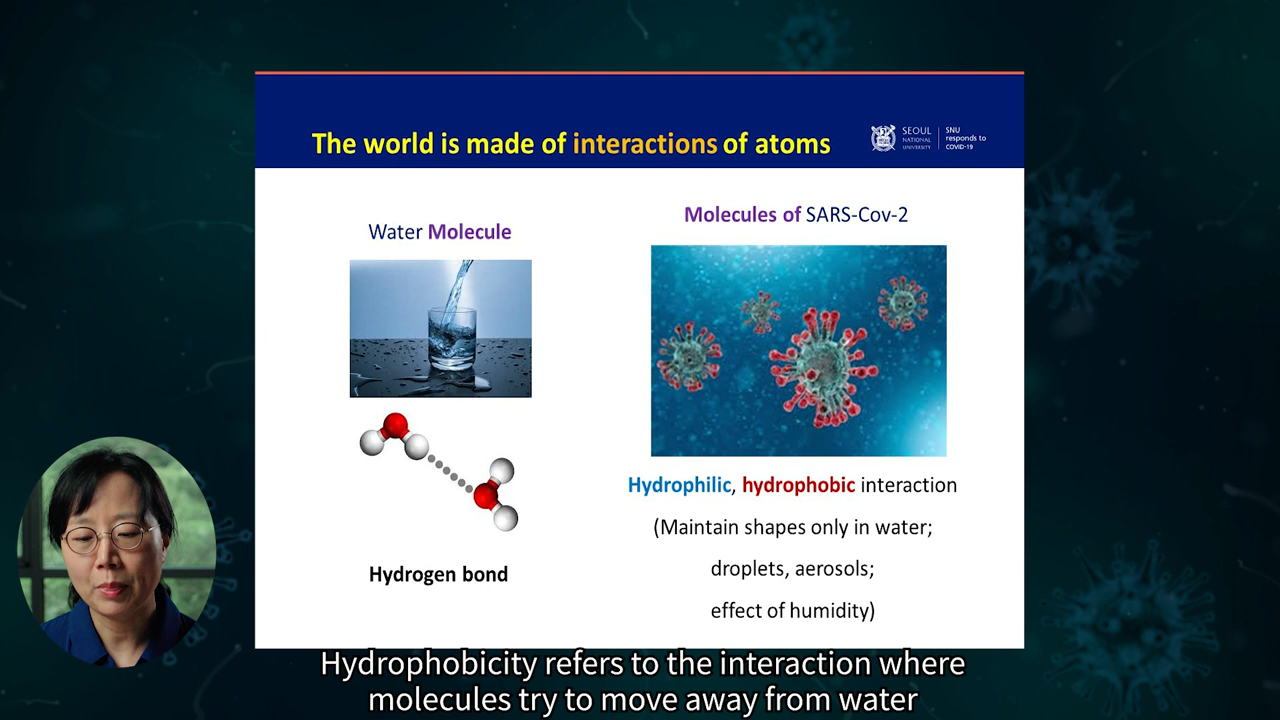 The world is made of interactions of atoms
SEOUL
NATIONAL
UNIVERSITY
SNU
responds to
COVID-19
Water Molecule
Hydrogen bond
Molecules of SARS-Cov-2
Hydrophilic, hydrophobic interaction
(Maintain shapes only in water;
droplets, aerosols;
effect of humidity)
Hydrophobicity refers to the interaction where
molecules try to move away from water